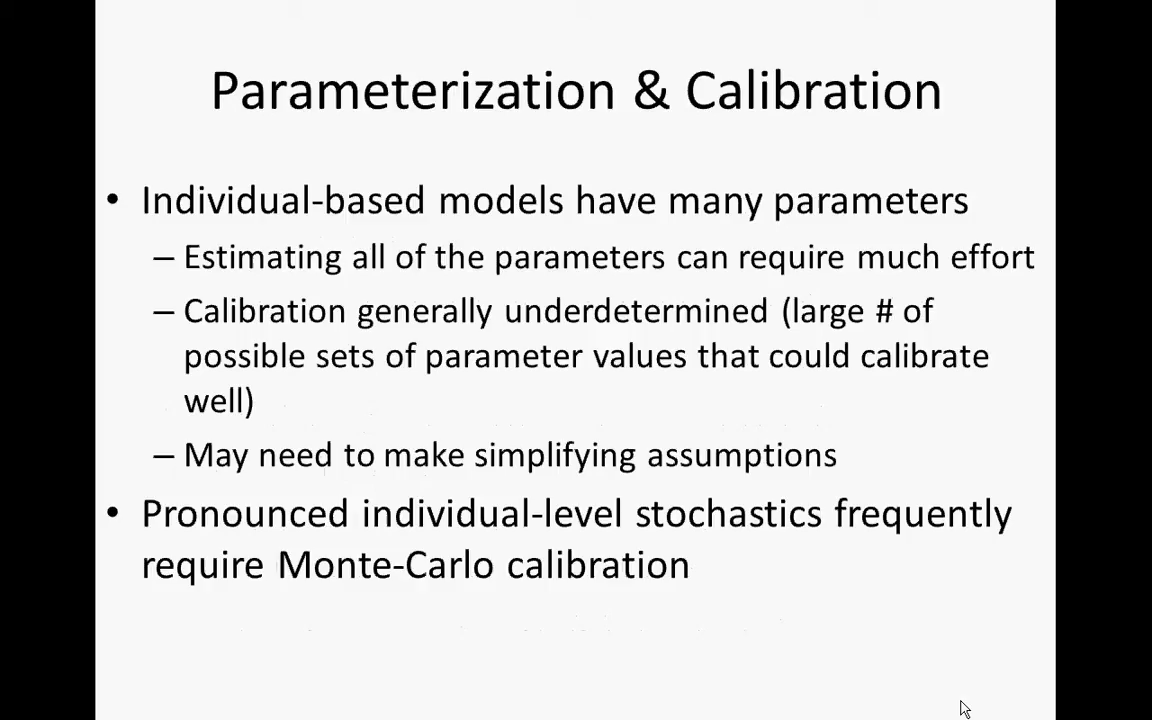 Parameterization & Calibration
• Individual-based models have many parameters
– Estimating all of the parameters can require much effort
– Calibration generally underdetermined (large # of
possible sets of parameter values that could calibrate
well)
– May need to make simplifying assumptions
• Pronounced individual-level stochastics frequently
require Monte-Carlo calibration